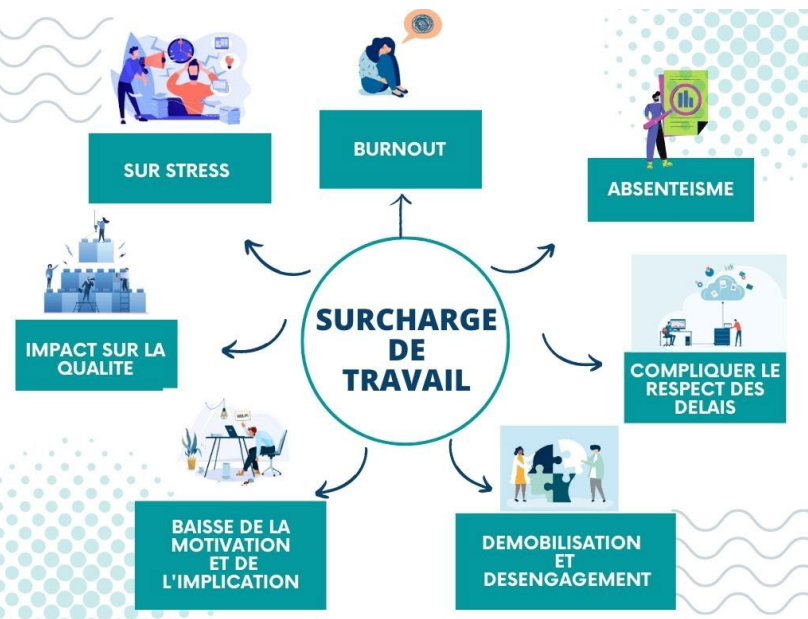 BURNOUT
SUR STRESS
ABSENTEISME
SURCHARGE
DE
TRAVAIL
IMPACT SUR LA
QUALITE
COMPLIQUER LE
RESPECT DES
DELAIS
BAISSE DE LA
MOTIVATION
ET DE
L'IMPLICATION
DEMOBILISATION
ET
DESENGAGEMENT